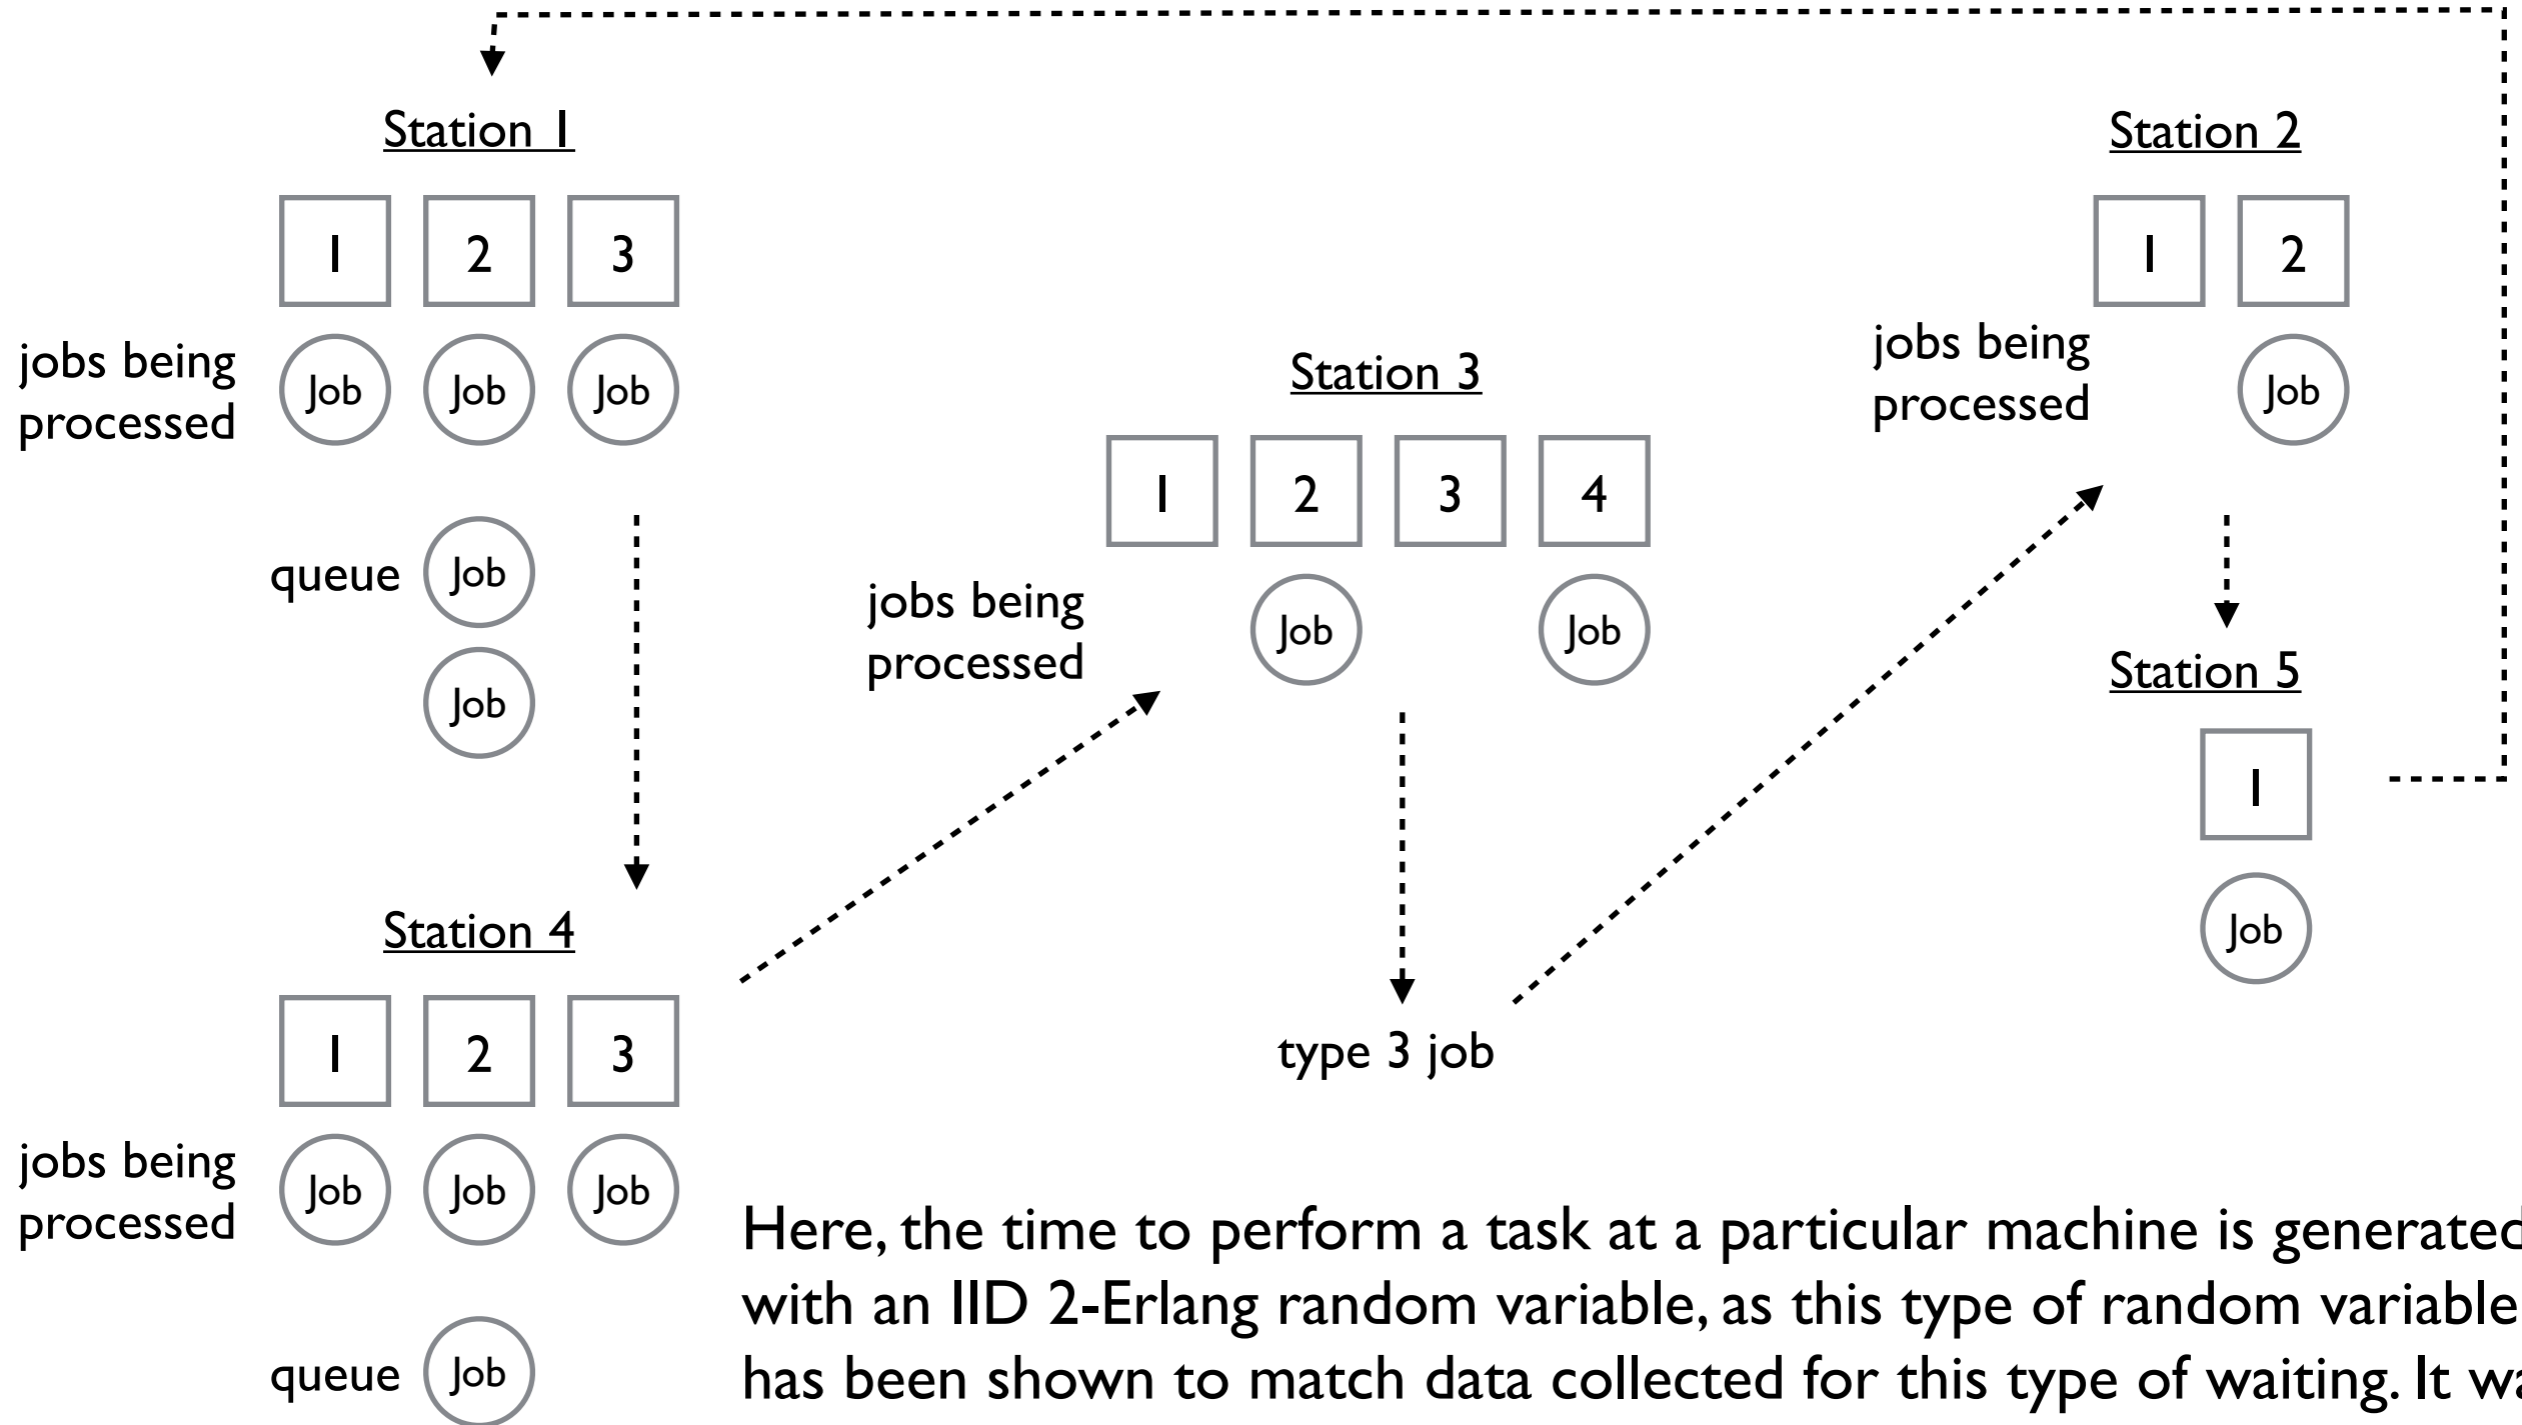 Station 1
1 2 3
jobs being
processed
Job Job Job
queue
Job
Job
Station 4
1 2 3
jobs being
processed
Job Job Job
queue
Job
Station 3
1 2 3 4
jobs being
processed
Job Job
type 3 job
Station 2
1 2
jobs being
processed
Job
Station 5
1
Job
Here, the time to perform a task at a particular machine is generated
with an IID 2-Erlang random variable, as this type of random variable
has been shown to match data collected for this type of waiting. It wa